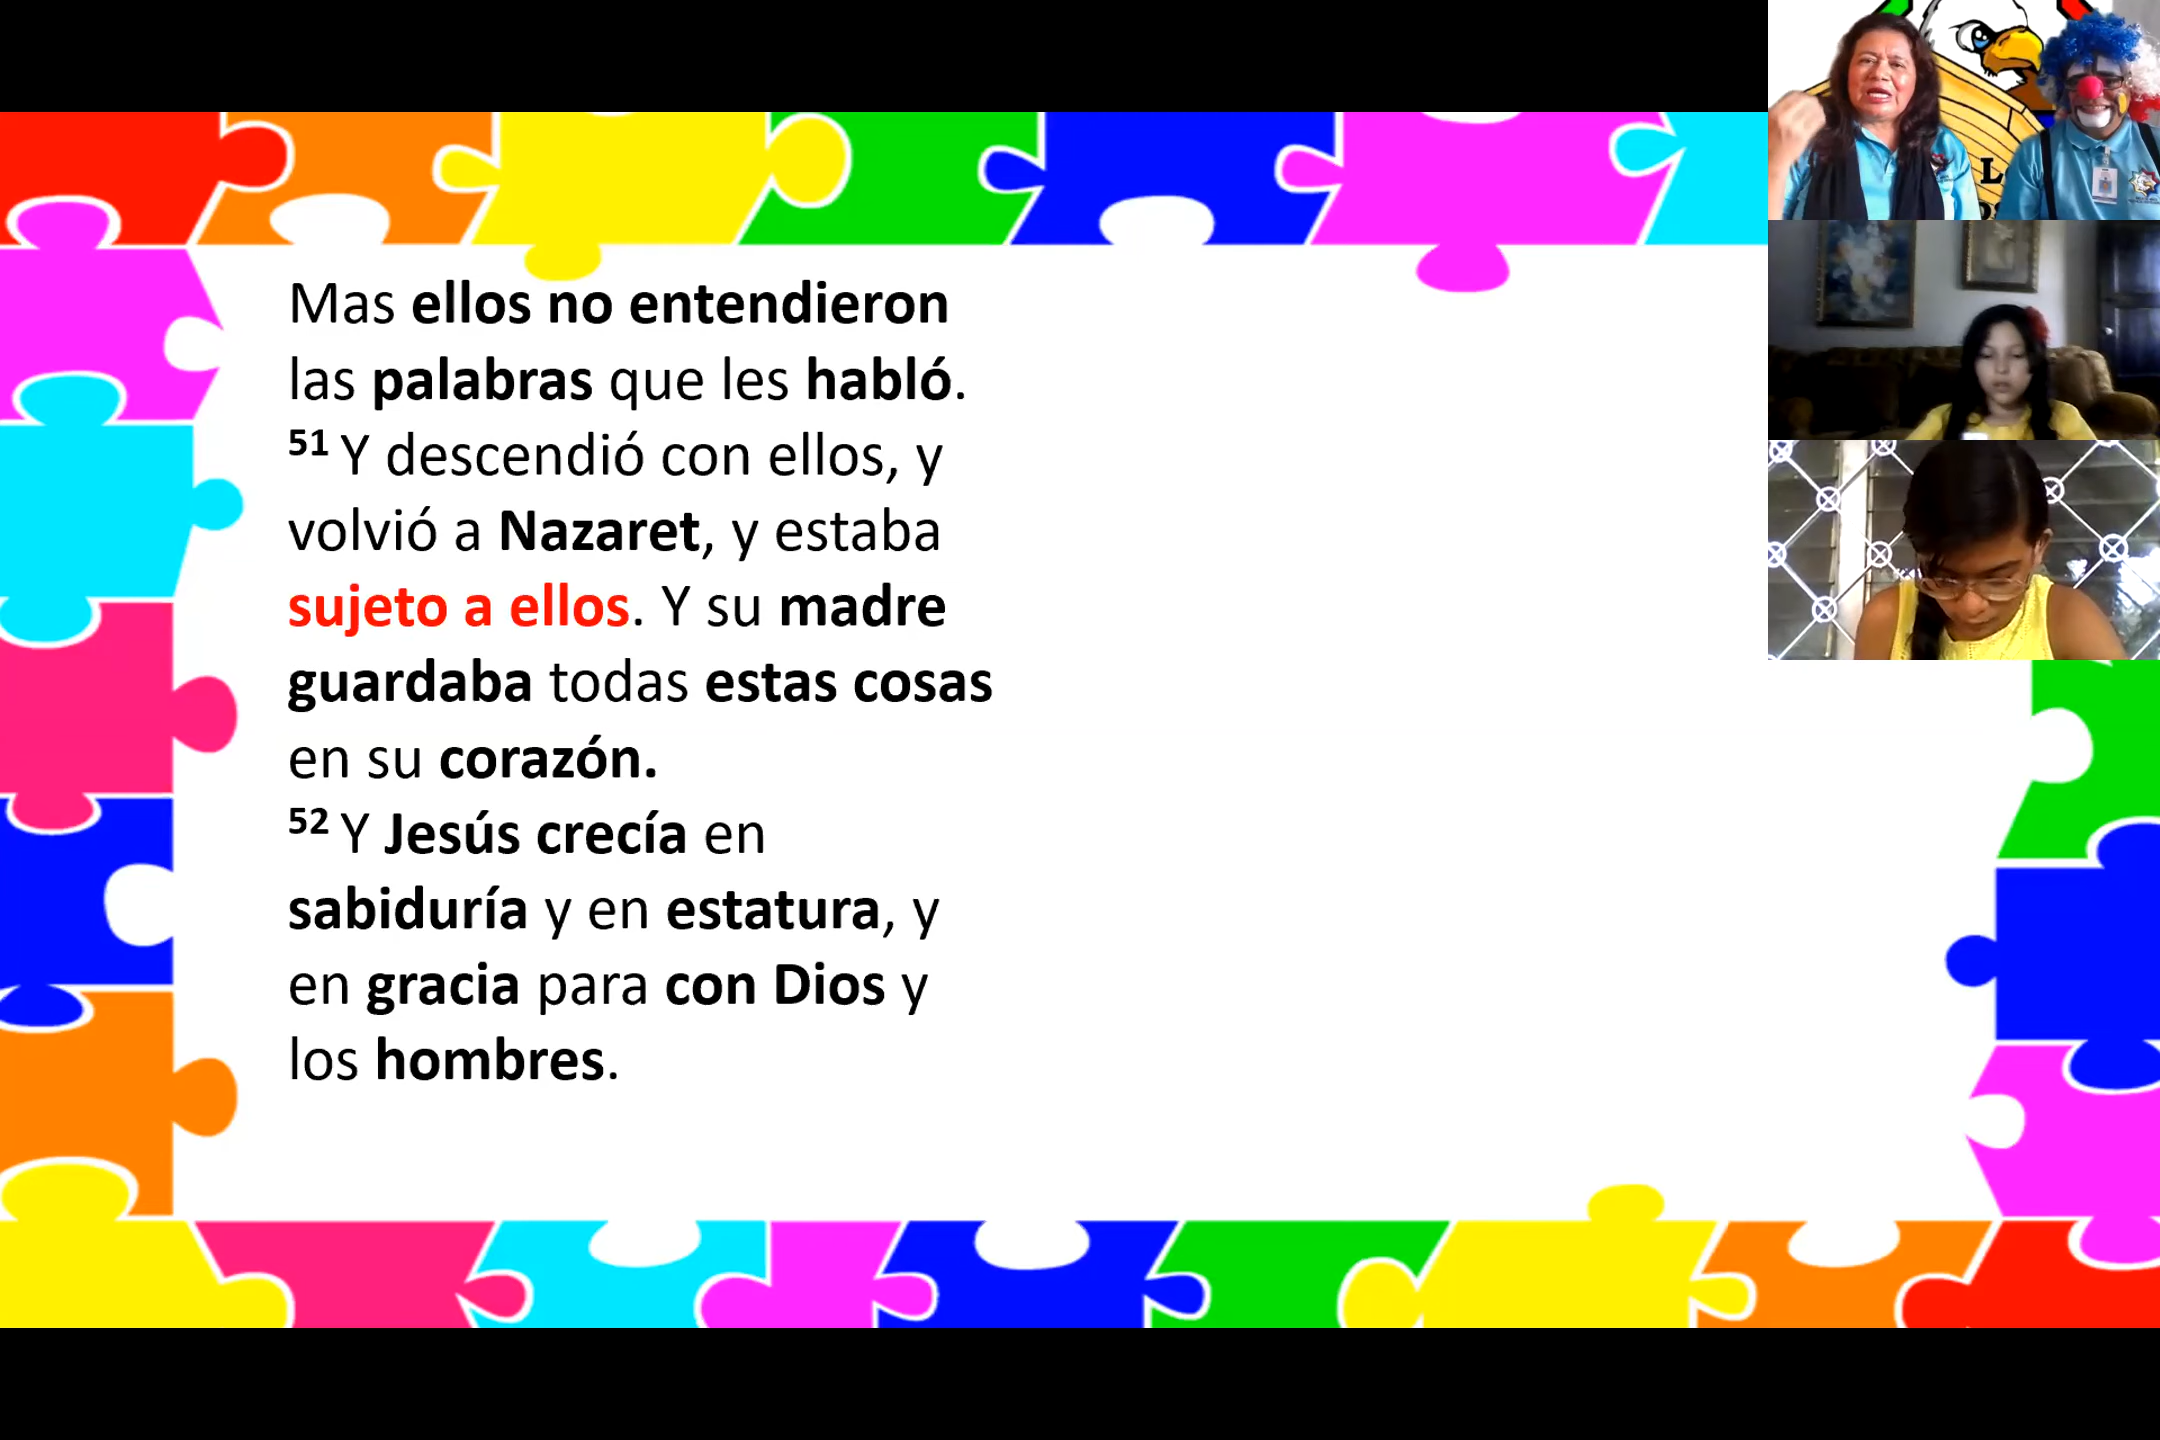 Mas ellos no entendieron
las palabras que les habló.
51 Y descendió con ellos, y
volvió a Nazaret, y estaba
sujeto a ellos. Y su madre
guardaba todas estas cosas
en su corazón.
52 Y Jesús crecía en
sabiduría y en estatura, y
en gracia para con Dios y
los hombres.